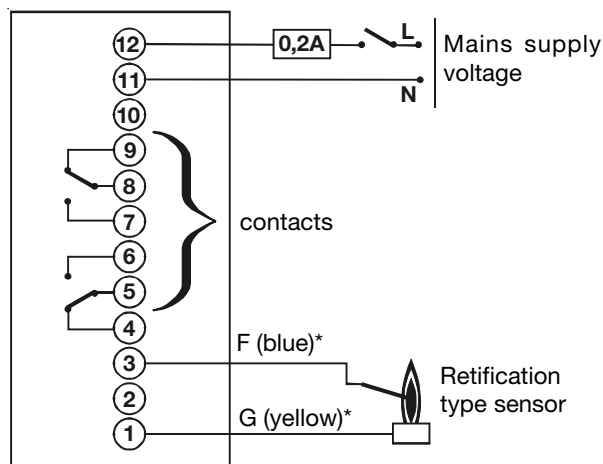 12
0,2A
L
Mains supply
voltage
11
N
10
9
8
7
contacts
6
5
4
F (blue)*
3
Retification
type sensor
2
G (yellow)*
1